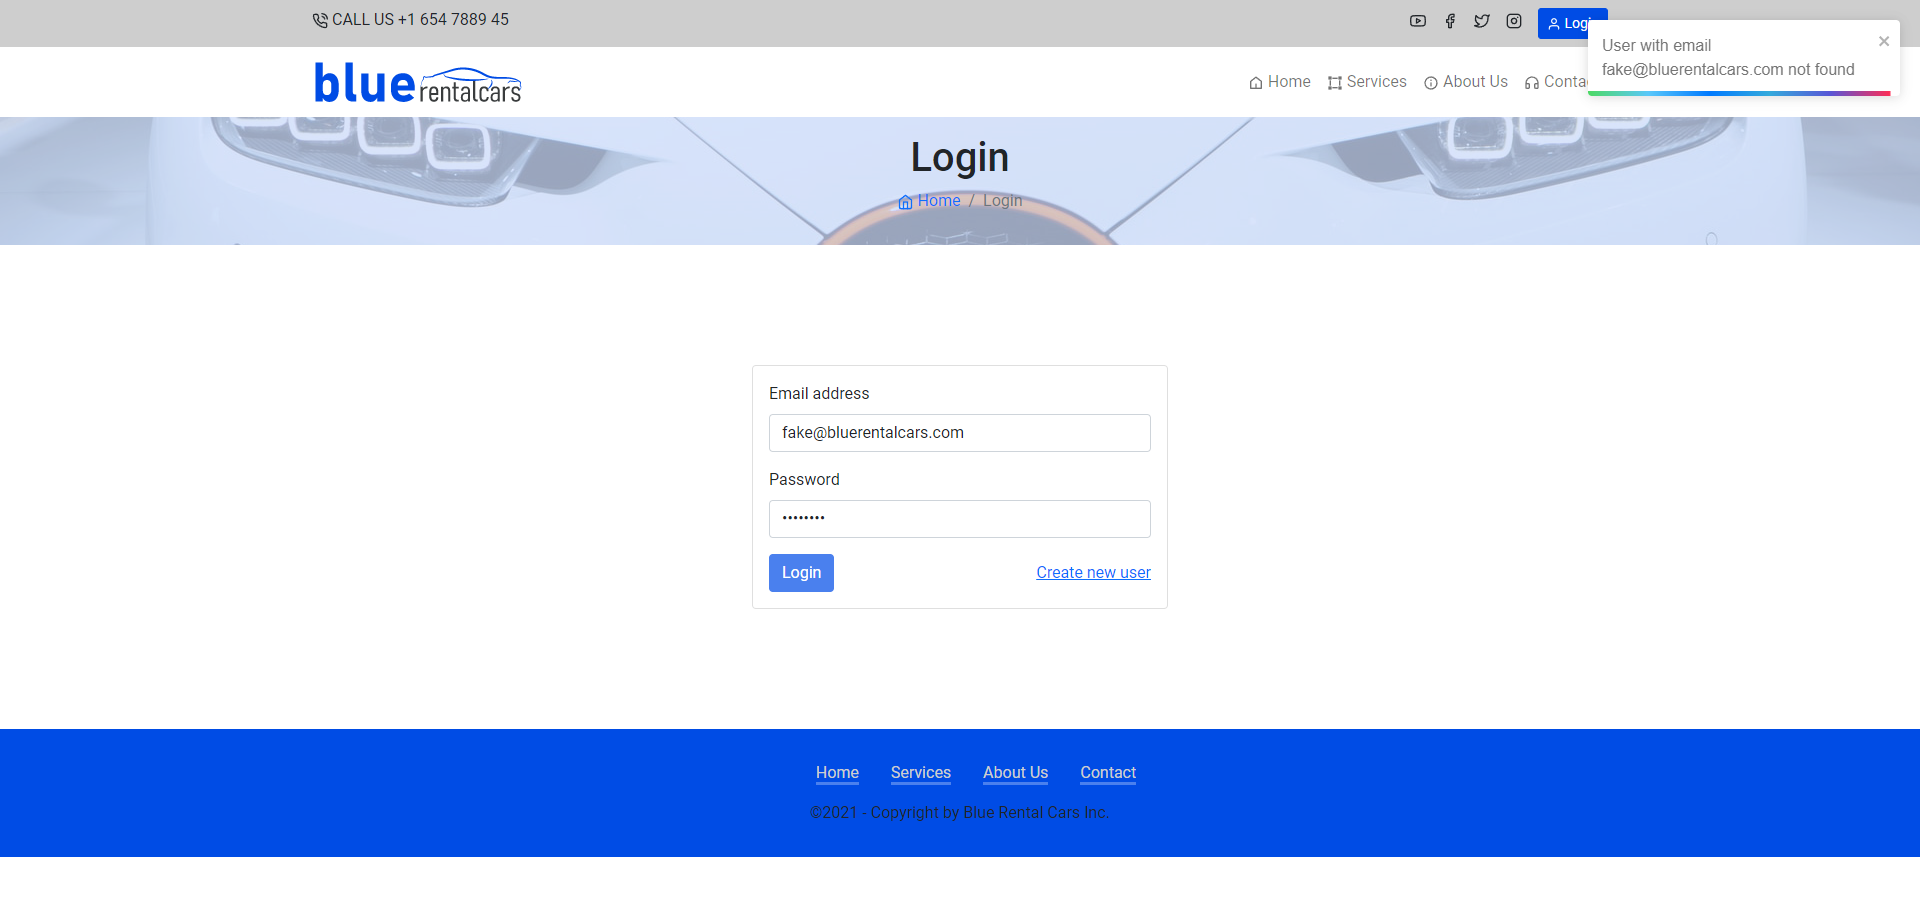 CALL US +1 654 7889 45
User with email
fake@bluerentalcars.com not found
blue rentalcars
Home
Services
About Us
Login
Home / Login
Email address
fake@bluerentalcars.com
Password
••••••••
Login
Create new user
Home
Services
About Us
Contact
©2021 - Copyright by Blue Rental Cars Inc.